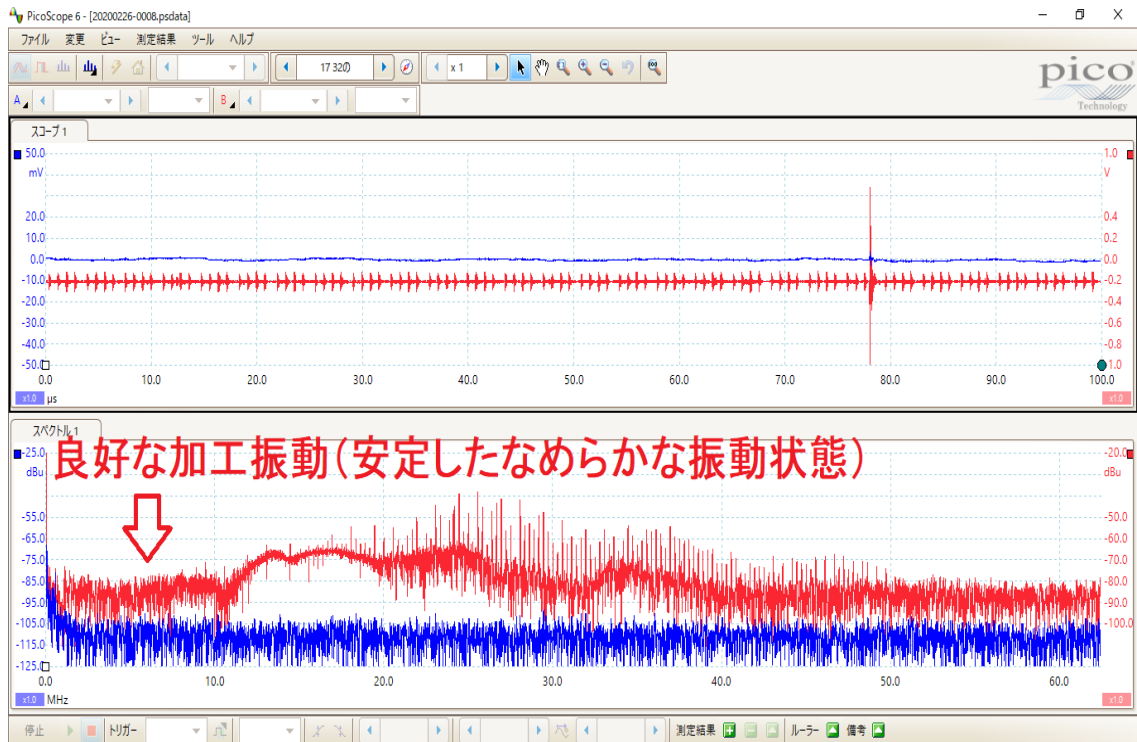 PicoScope 6 - [20200226-0008.psdata]
ファイル 変更 ビュー 測定結果 ツール ヘルプ
17 32の
x 1
pico
Technology
A
B
スコープ 1
50.0 1.0
mV V
20.0 0.4
10.0 0.2
0.0 0.0
-10.0 -0.2
-20.0 -0.4
-30.0 -0.6
-40.0 -0.8
-50.0 -1.0
0.0 10.0 20.0 30.0 40.0 50.0 60.0 70.0 80.0 90.0 100.0
x1.0 μs x1.0
スペクトル 1
-25.0 -20.0
dBu dBu
良好な加工振動(安定したなめらかな振動状態)
-55.0 -50.0
-65.0 -60.0
-75.0 -70.0
-85.0 -80.0
-95.0 -90.0
-105.0 -100.0
-115.0
-125.0
0.0 10.0 20.0 30.0 40.0 50.0 60.0
x1.0 MHz x1.0
停止 トリガー 測定結果 ルーラー 備考